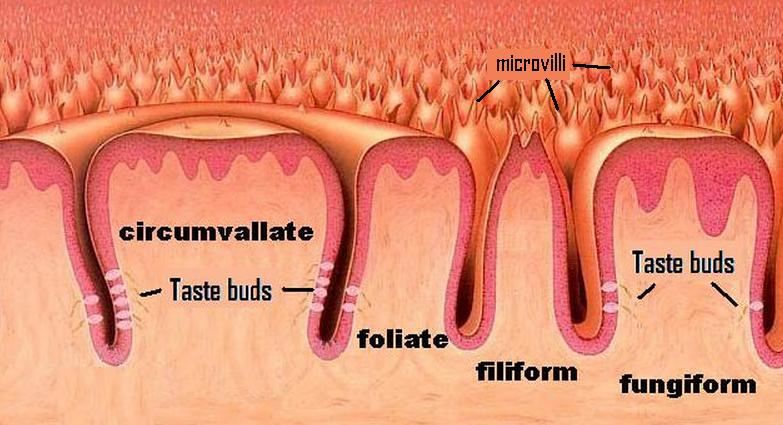 microvilli
circumvallate
Taste buds
Taste buds
foliate
filiform
fungiform